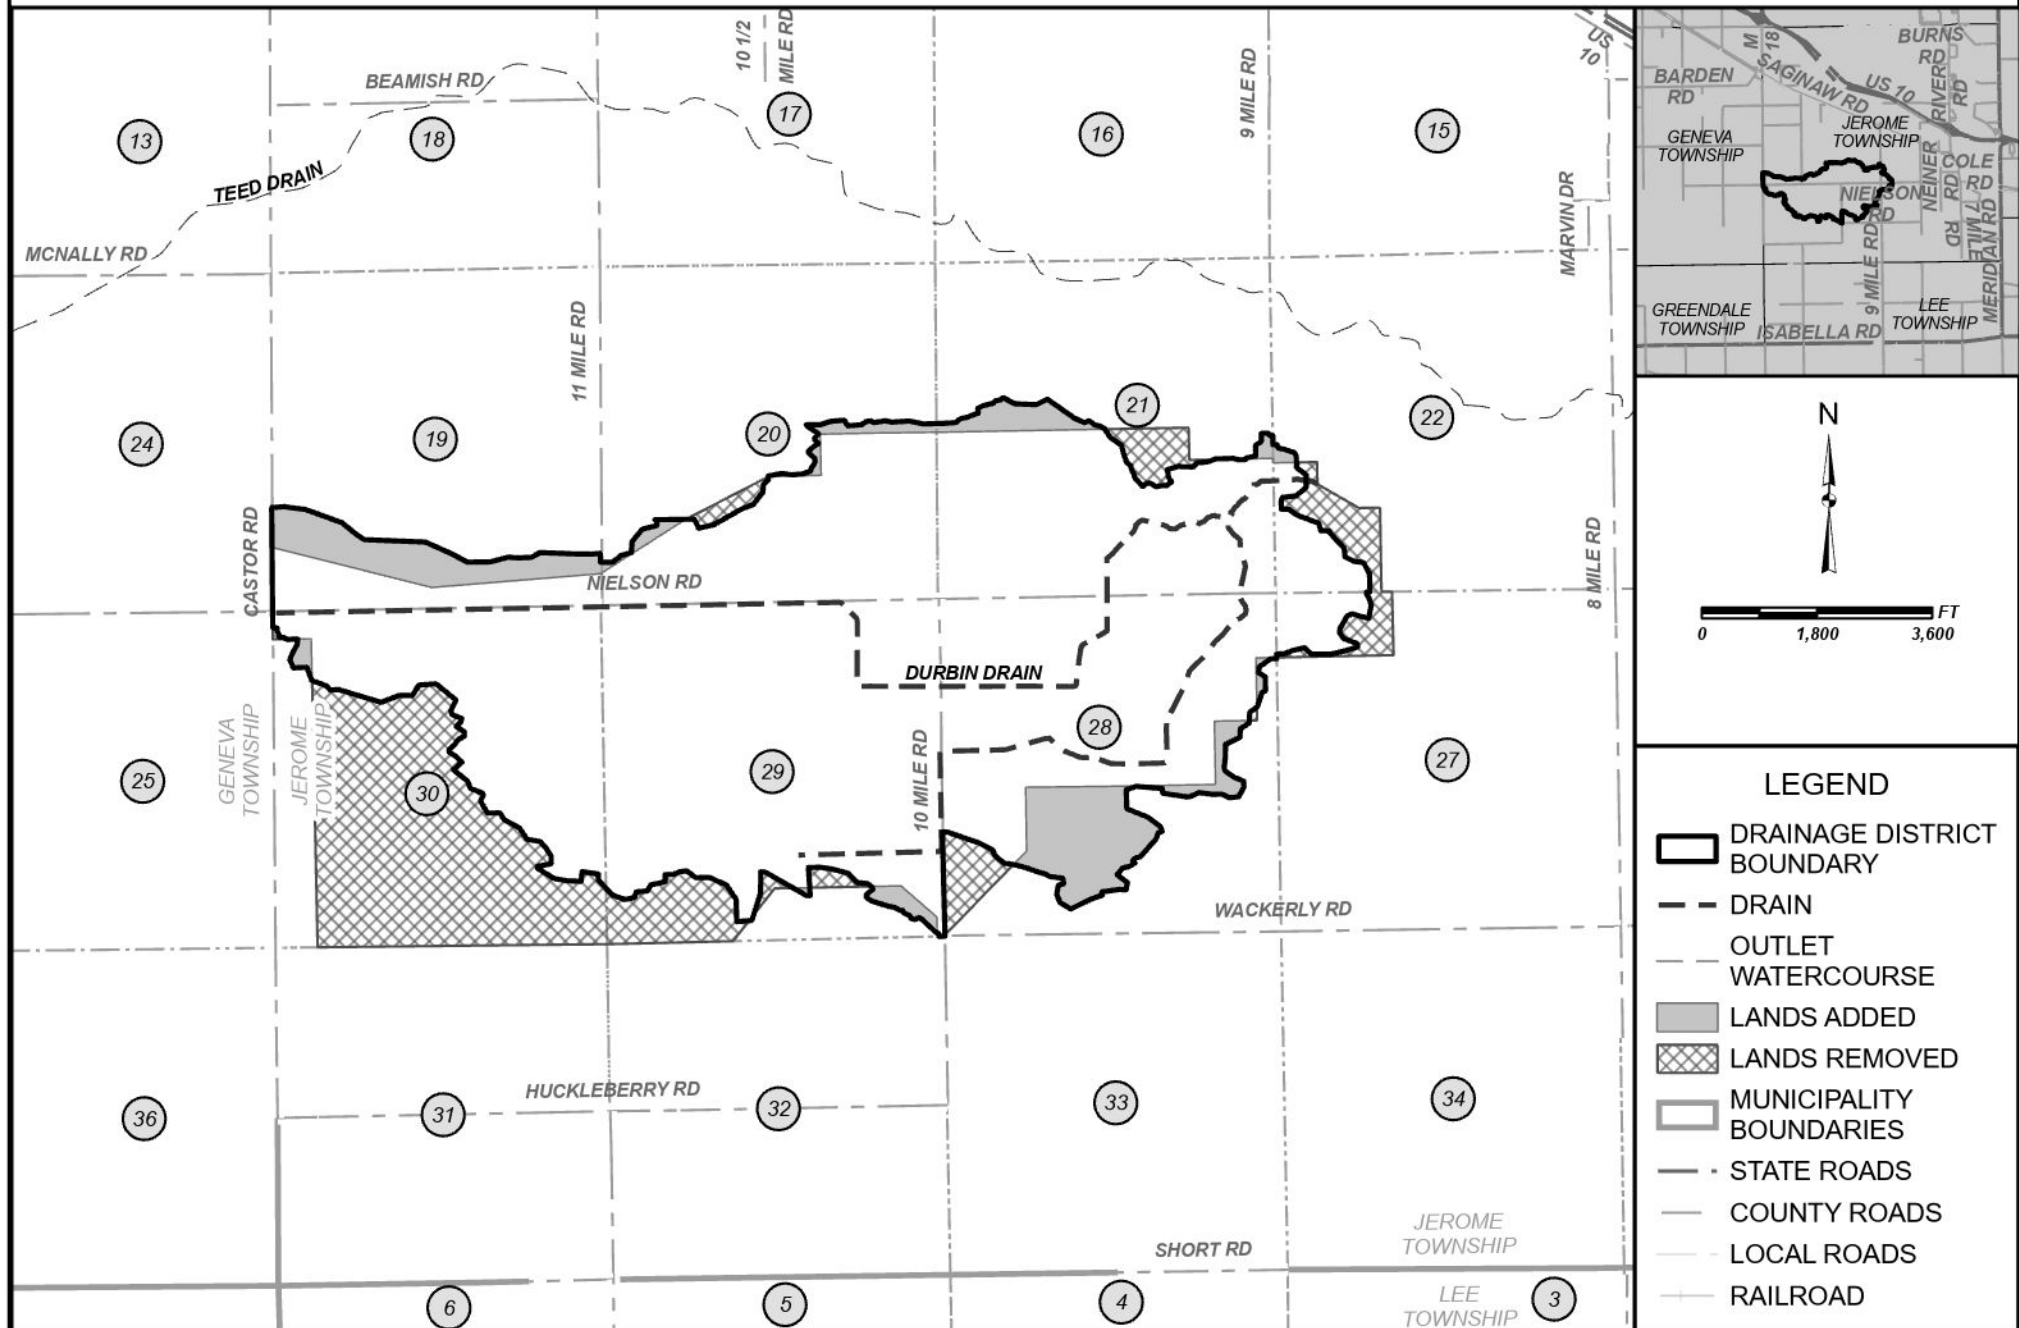 10 1/2
MILE RD
9 MILE RD
US
10
BEAMISH RD
17
13
18
16
15
TEED DRAIN
MARVIN DR
MCNALLY RD
11 MILE RD
21
24
19
20
22
CASTOR RD
NIELSON RD
8 MILE RD
DURBIN DRAIN
GENEVA
TOWNSHIP
JEROME
TOWNSHIP
28
25
30
29
10 MILE RD
27
WACKERLY RD
HUCKLEBERRY RD
36
31
32
33
34
JEROME
TOWNSHIP
SHORT RD
6
5
4
LEE
TOWNSHIP
3
M
18
BURNS
RD
BARDEN
RD
SAGINAW RD
US 10
RIVER
RD
GENEVA
TOWNSHIP
JEROME
TOWNSHIP
NEINER
RD
COLE
RD
NIELSON
RD
7 MILE
RD
MERIDIAN RD
9 MILE RD
GREENDALE
TOWNSHIP
LEE
TOWNSHIP
ISABELLA RD
N
FT
0 1,800 3,600
LEGEND
DRAINAGE DISTRICT
BOUNDARY
DRAIN
OUTLET
WATERCOURSE
LANDS ADDED
LANDS REMOVED
MUNICIPALITY
BOUNDARIES
STATE ROADS
COUNTY ROADS
LOCAL ROADS
RAILROAD